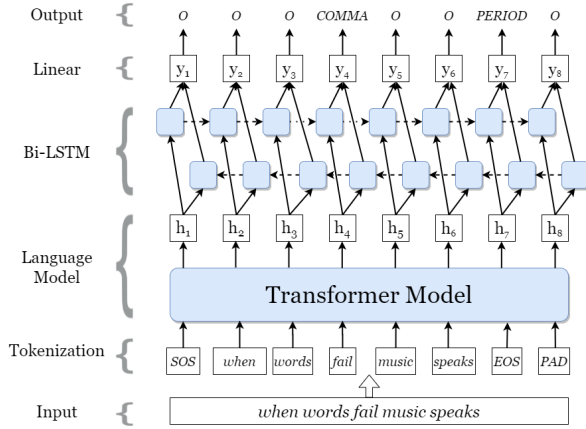 Output O O O COMMA O O PERIOD O
Linear y1 y2 y3 y4 y5 y6 y7 y8
Bi-LSTM
h1 h2 h3 h4 h5 h6 h7 h8
Language
Model
Transformer Model
Tokenization SOS when words fail music speaks EOS PAD
Input when words fail music speaks